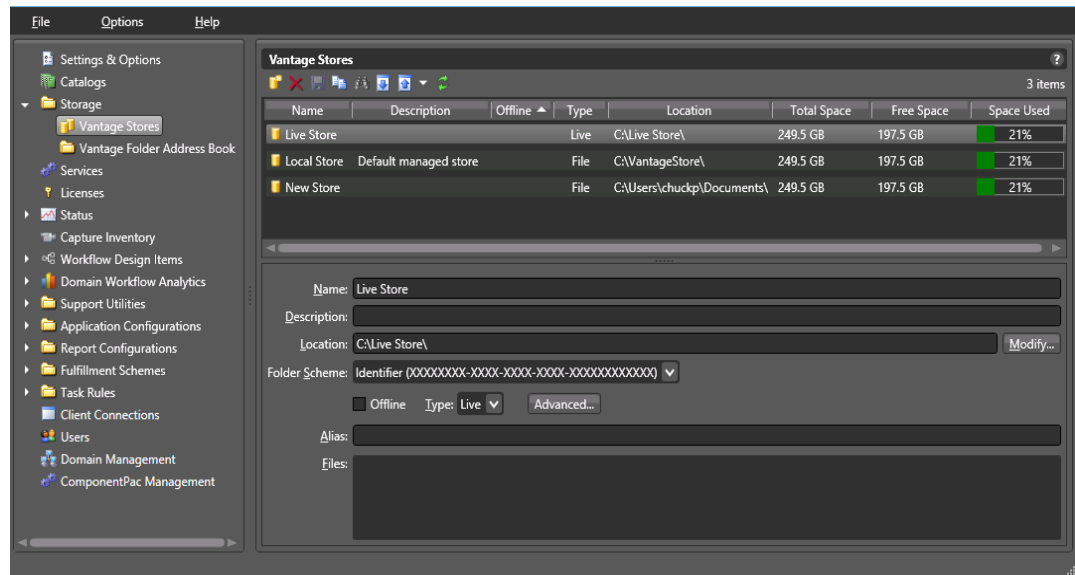 File Options Help
Settings & Options
Catalogs
Storage
Vantage Stores
Vantage Folder Address Book
Services
Licenses
Status
Capture Inventory
Workflow Design Items
Domain Workflow Analytics
Support Utilities
Application Configurations
Report Configurations
Fulfillment Schemes
Task Rules
Client Connections
Users
Domain Management
ComponentPac Management
Vantage Stores ?
3 items
Name Description Offline Type Location Total Space Free Space Space Used
Live Store Live C:\Live Store\ 249.5 GB 197.5 GB 21%
Local Store Default managed store File C:\VantageStore\ 249.5 GB 197.5 GB 21%
New Store File C:\Users\chuckp\Documents\ 249.5 GB 197.5 GB 21%
Name: Live Store
Description:
Location: C:\Live Store\ Modify...
Folder Scheme: Identifier (XXXXXXXX-XXXX-XXXX-XXXX-XXXXXXXXXXXX)
Offline Type: Live Advanced...
Alias:
Files: